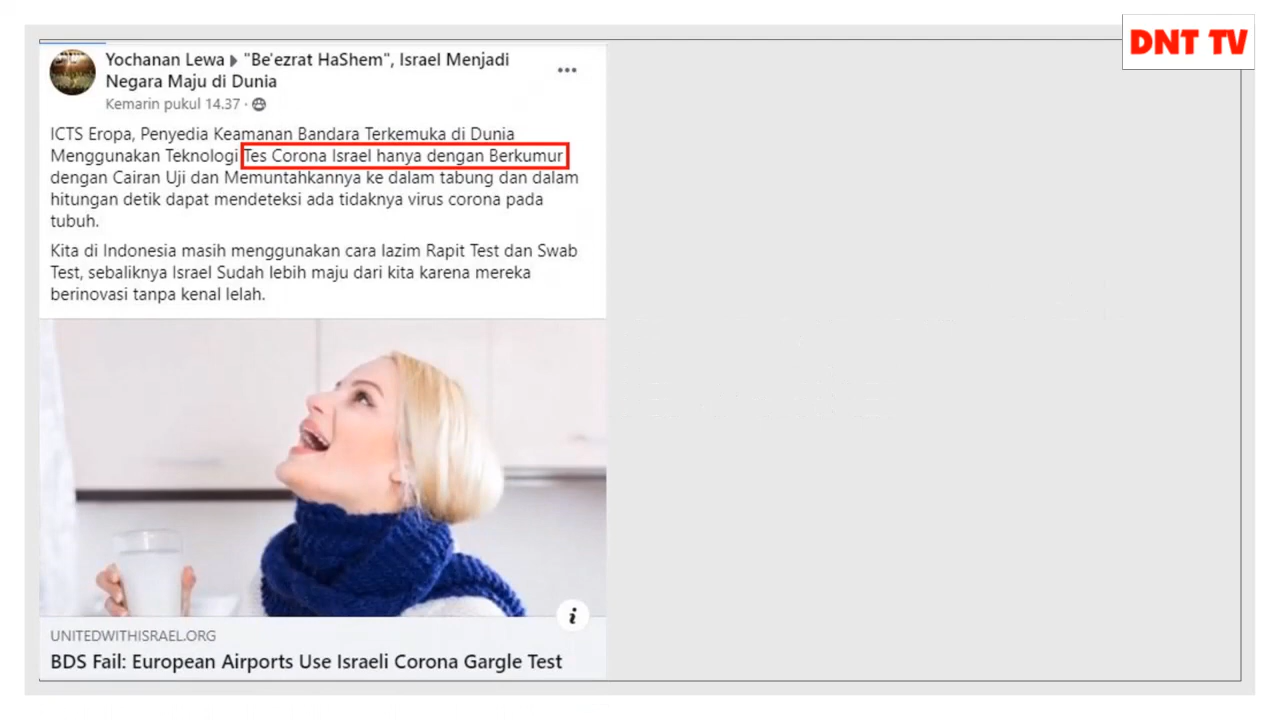 DNT TV
Yochanan Lewa ▸ "Be'ezrat HaShem", Israel Menjadi
Negara Maju di Dunia
Kemarin pukul 14.37 ·
ICTS Eropa, Penyedia Keamanan Bandara Terkemuka di Dunia
Menggunakan Teknologi Tes Corona Israel hanya dengan Berkumur
dengan Cairan Uji dan Memuntahkannya ke dalam tabung dan dalam
hitungan detik dapat mendeteksi ada tidaknya virus corona pada
tubuh.
Kita di Indonesia masih menggunakan cara lazim Rapit Test dan Swab
Test, sebaliknya Israel Sudah lebih maju dari kita karena mereka
berinovasi tanpa kenal lelah.
UNITEDWITHISRAEL.ORG
BDS Fail: European Airports Use Israeli Corona Gargle Test